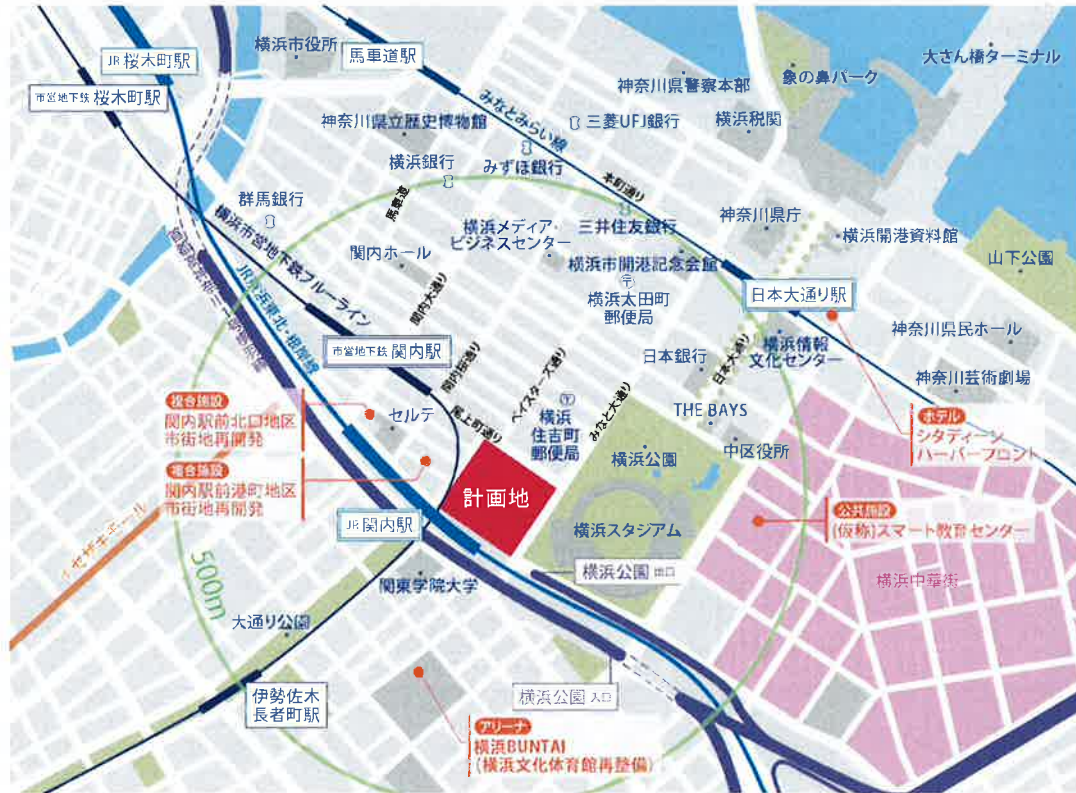 JR 桜木町駅
市営地下鉄 桜木町駅
横浜市役所
馬車道駅
神奈川県警察本部
象の鼻パーク
大さん橋ターミナル
みなとみらい線
三菱UFJ銀行
横浜税関
神奈川県立歴史博物館
横浜銀行
みずほ銀行
本町通り
馬車道
群馬銀行
横浜市営地下鉄ブルーライン
JR京浜東北・根岸線
関内ホール
横浜メディア・
ビジネスセンター
三井住友銀行
神奈川県庁
横浜開港資料館
山下公園
横浜市開港記念会館
横浜太田町
郵便局
日本大通り駅
関内大通り
市営地下鉄 関内駅
関内桜通り
尾上町通り
ベイスターズ通り
みなと大通り
日本大通り
日本銀行
横浜情報
文化センター
神奈川県民ホール
神奈川芸術劇場
複合施設
関内駅前北口地区
市街地再開発
セルテ
横浜
住吉町
郵便局
THE BAYS
中区役所
横浜公園
ホテル
シタディーン
ハーバーフロント
複合施設
関内駅前港町地区
市街地再開発
計画地
JR 関内駅
横浜スタジアム
公共施設
(仮称)スマート教育センター
横浜中華街
イセザキモール
500m
関東学院大学
横浜公園 出口
大通り公園
伊勢佐木
長者町駅
横浜公園 入口
アリーナ
横浜BUNTAI
(横浜文化体育館再整備)